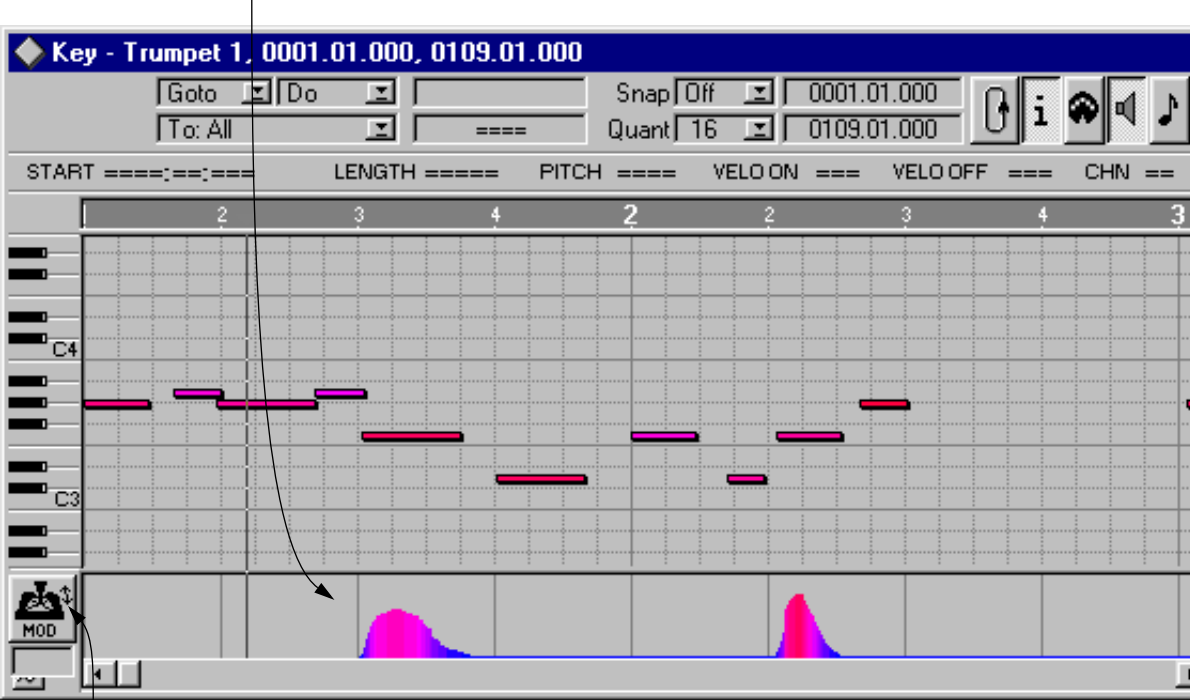 Key - Trumpet 1, 0001.01.000, 0109.01.000
Goto Do Snap Off 0001.01.000
To: All ==== Quant 16 0109.01.000
START ====:==:=== LENGTH ===== PITCH ==== VELO ON === VELO OFF === CHN ==
2 3 4 2 2 3 4 3
C4
C3
MOD